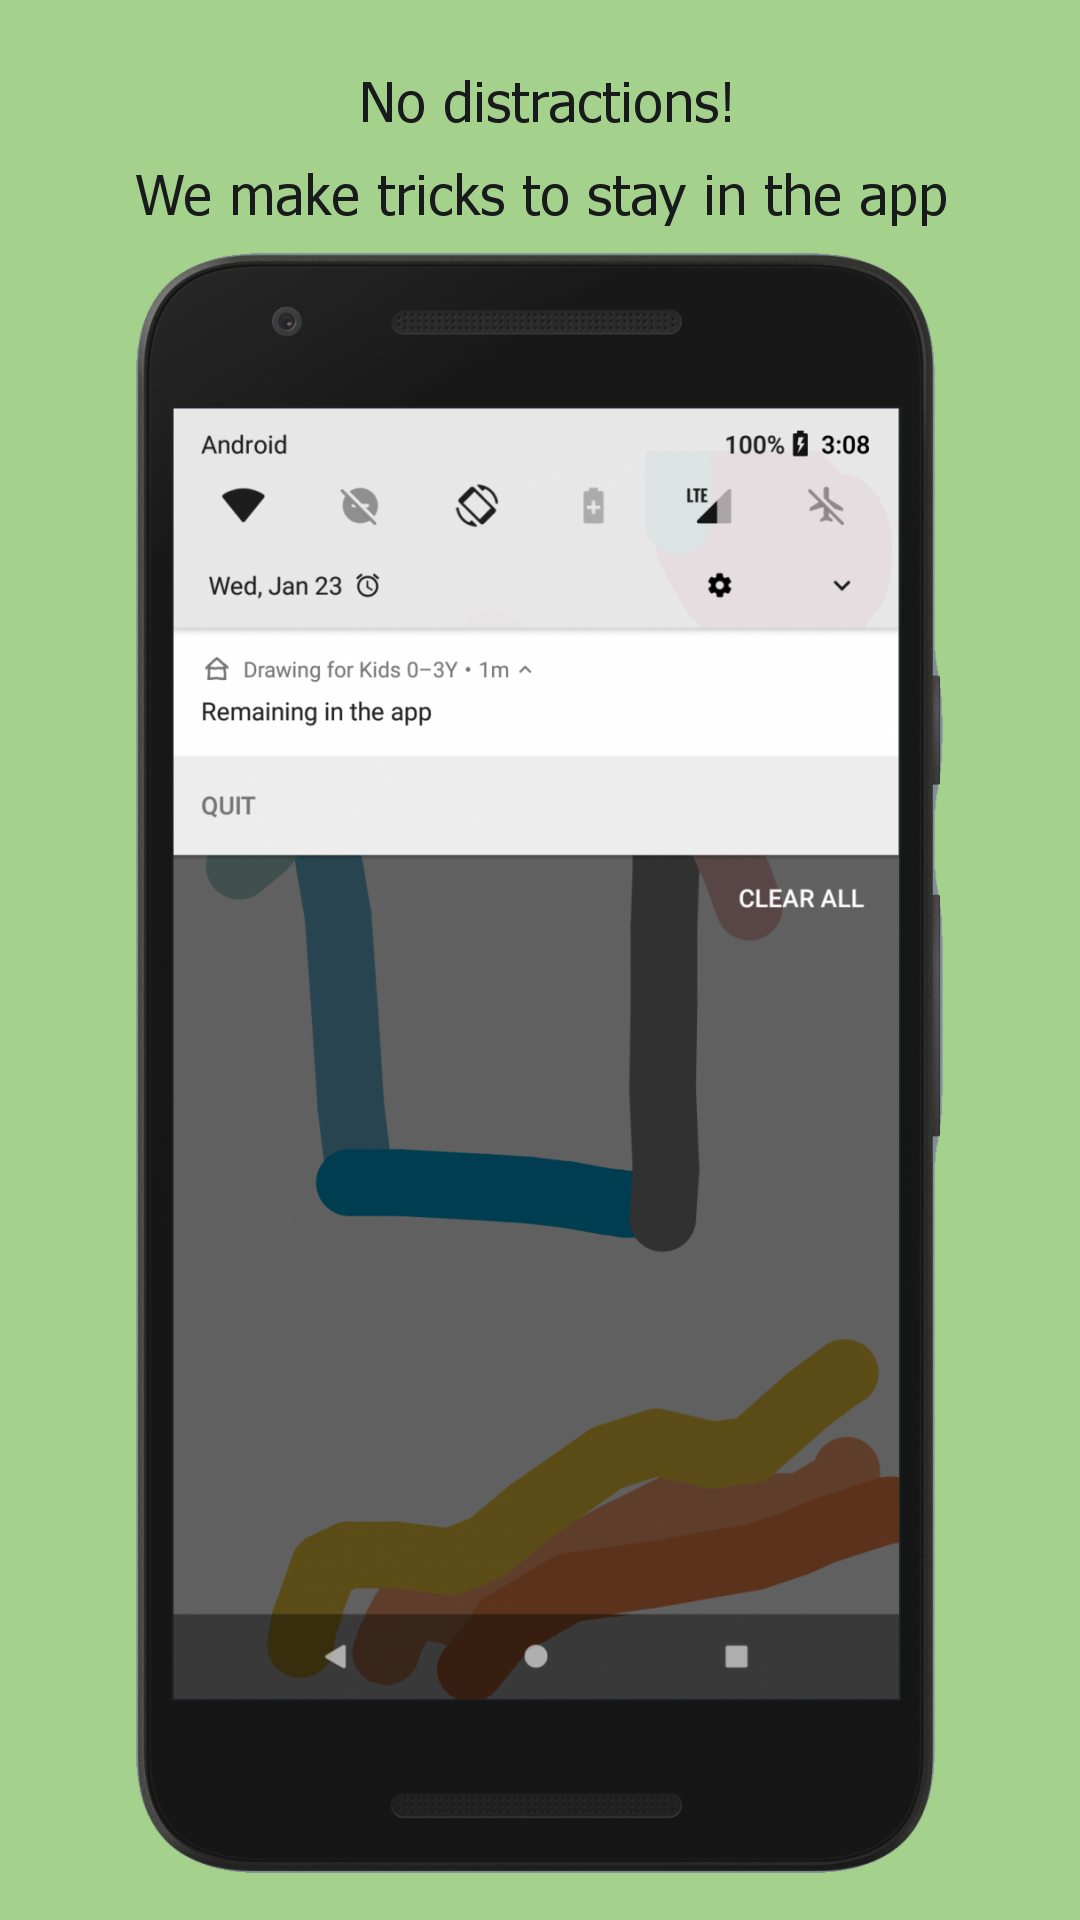 No distractions!
We make tricks to stay in the app
Android 100% 3:08
LTE
Wed, Jan 23
Drawing for Kids 0–3Y • 1m
Remaining in the app
QUIT
CLEAR ALL